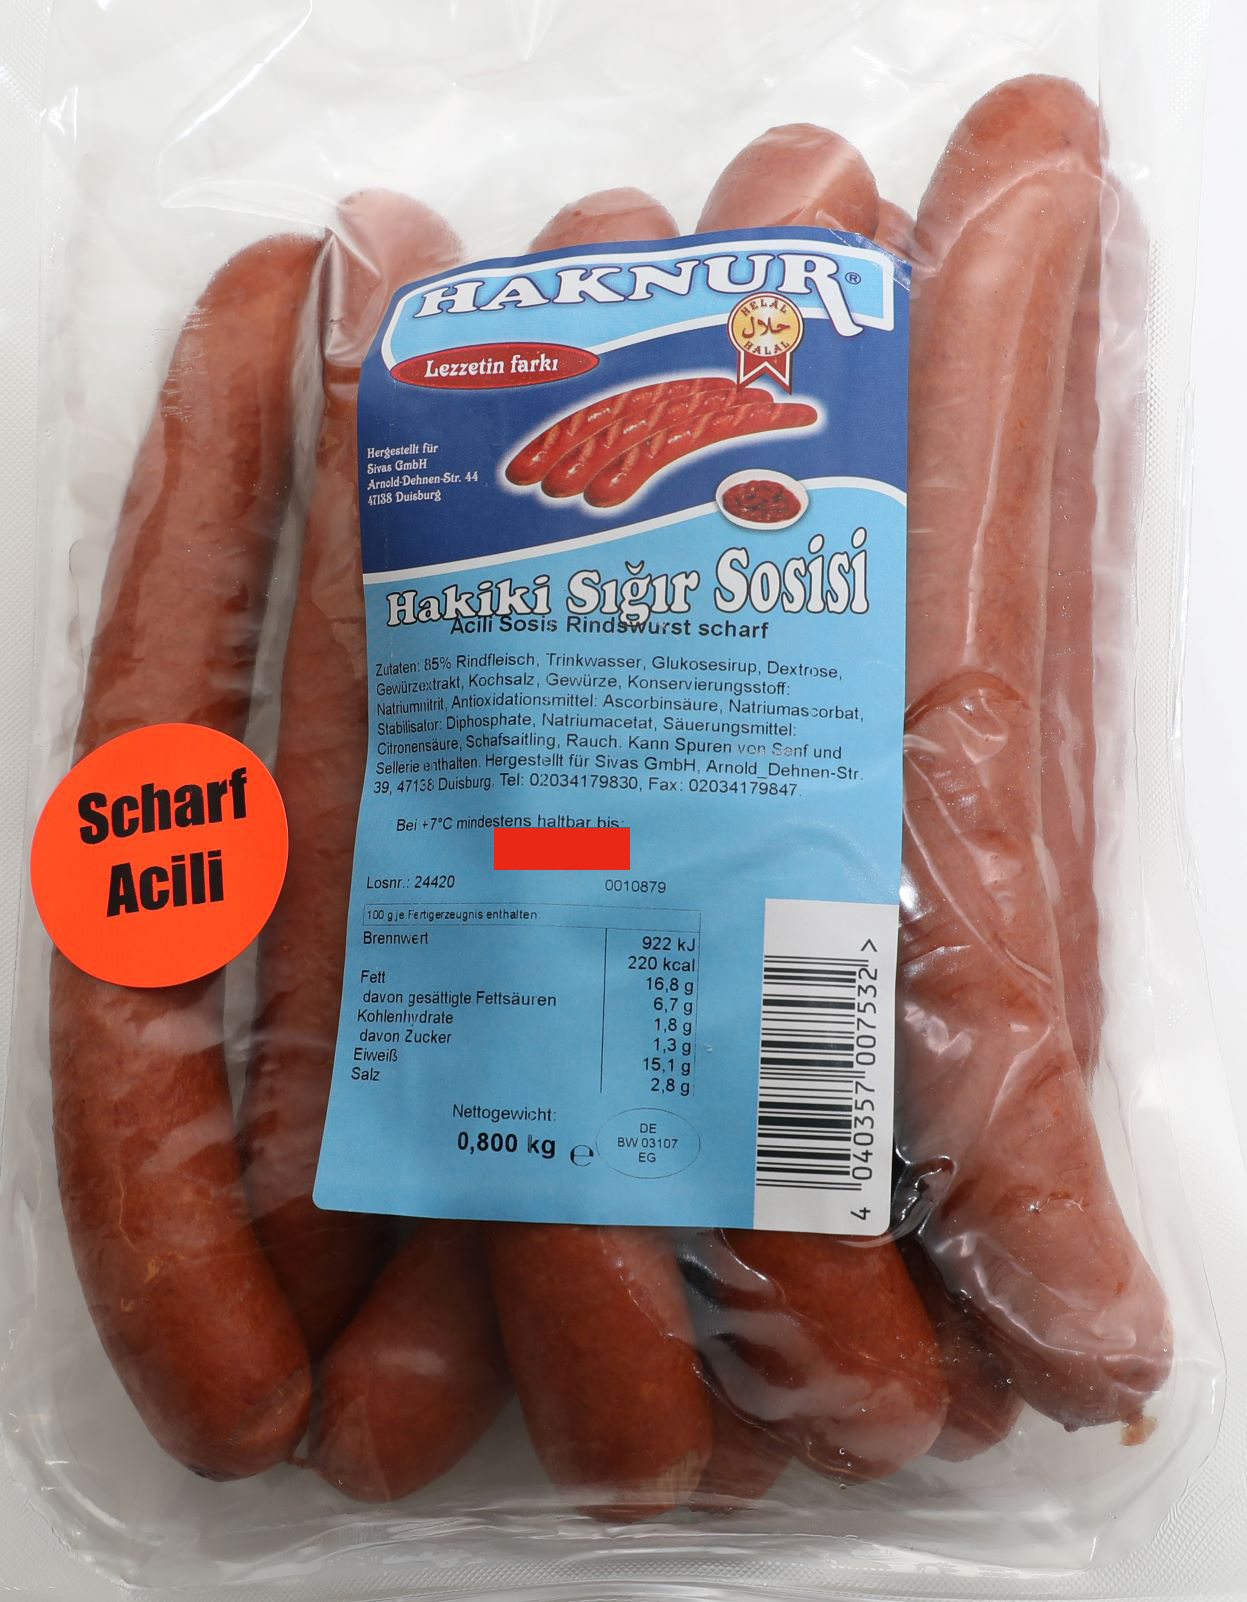 HAKNUR®
HELAL
حلال
HALAL
Lezzetin farkı
Hergestellt für
Sivas GmbH
Arnold-Dehnen-Str. 44
47138 Duisburg
Hakiki Sığır Sosisi
Acili Sosis Rindswurst scharf
Zutaten: 85% Rindfleisch, Trinkwasser, Glukosesirup, Dextrose,
Gewürzextrakt, Kochsalz, Gewürze, Konservierungsstoff:
Natriumnitrit, Antioxidationsmittel: Ascorbinsäure, Natriumascorbat,
Stabilisator: Diphosphate, Natriumacetat, Säuerungsmittel:
Citronensäure, Schafsaitling, Rauch. Kann Spuren von Senf und
Sellerie enthalten. Hergestellt für Sivas GmbH, Arnold_Dehnen-Str.
39, 47138 Duisburg. Tel: 02034179830, Fax: 02034179847.
Scharf
Acili
Bei +7°C mindestens haltbar bis:
Losnr.: 24420 0010879
100 g je Fertigerzeugnis enthalten
Brennwert 922 kJ
220 kcal
Fett 16,8 g
davon gesättigte Fettsäuren 6,7 g
Kohlenhydrate 1,8 g
davon Zucker 1,3 g
Eiweiß 15,1 g
Salz 2,8 g
Nettogewicht:
0,800 kg ℮
DE
BW 03107
EG
4 040357 007532 >